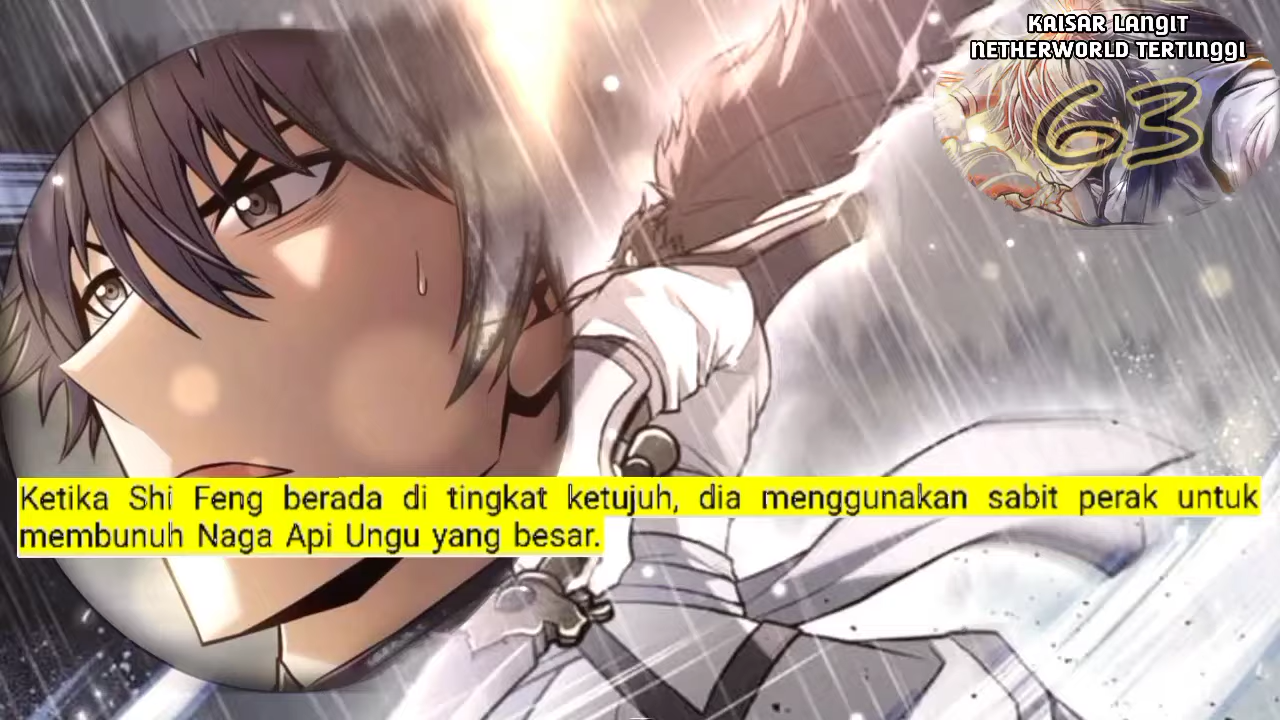 KAISAR LANGIT
NETHERWORLD TERTINGGI
63
Ketika Shi Feng berada di tingkat ketujuh, dia menggunakan sabit perak untuk
membunuh Naga Api Ungu yang besar.